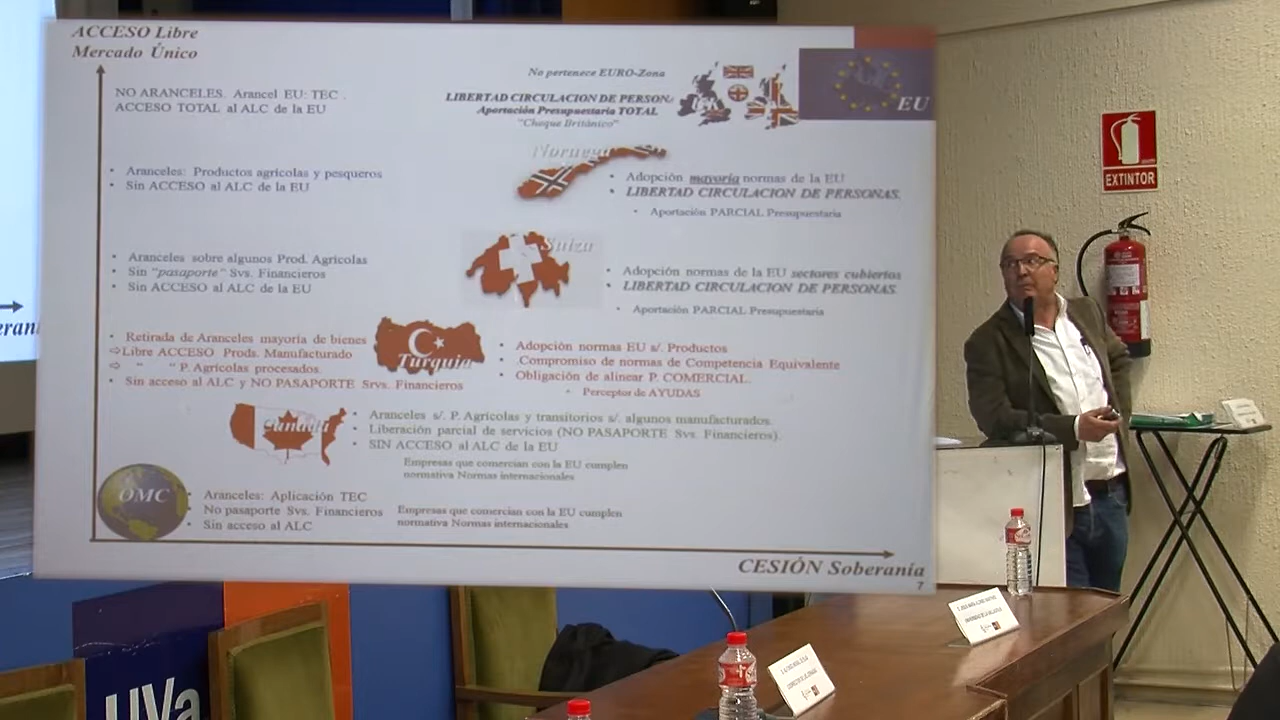 ACCESO Libre
Mercado Único
NO ARANCELES. Arancel EU: TEC .
ACCESO TOTAL al ALC de la EU
No pertenece EURO-Zona
LIBERTAD CIRCULACION DE PERSONA
Aportación Presupuestaria TOTAL
"Cheque Británico"
UK
EU
Aranceles: Productos agrícolas y pesqueros
Sin ACCESO al ALC de la EU
Noruega
Adopción mayoría normas de la EU
LIBERTAD CIRCULACION DE PERSONAS.
Aportación PARCIAL Presupuestaria
Aranceles sobre algunos Prod. Agrícolas
Sin "pasaporte" Svs. Financieros
Sin ACCESO al ALC de la EU
Suiza
Adopción normas de la EU sectores cubiertos
LIBERTAD CIRCULACION DE PERSONAS.
Aportación PARCIAL Presupuestaria
Retirada de Aranceles mayoría de bienes
⇨Libre ACCESO Prods. Manufacturado
⇨ " " P. Agrícolas procesados.
Sin acceso al ALC y NO PASAPORTE Srvs. Financieros
Turquia
Adopción normas EU s/. Productos
Compromiso de normas de Competencia Equivalente
Obligación de alinear P. COMERCIAL.
Perceptor de AYUDAS
Canadá
Aranceles s/. P. Agrícolas y transitorios s/. algunos manufacturados.
Liberación parcial de servicios (NO PASAPORTE Svs. Financieros).
SIN ACCESO al ALC de la EU
Empresas que comercian con la EU cumplen
normativa Normas internacionales
OMC
Aranceles: Aplicación TEC
No pasaporte Svs. Financieros
Sin acceso al ALC
Empresas que comercian con la EU cumplen
normativa Normas internacionales
CESIÓN Soberanía
7
EXTINTOR
UVa